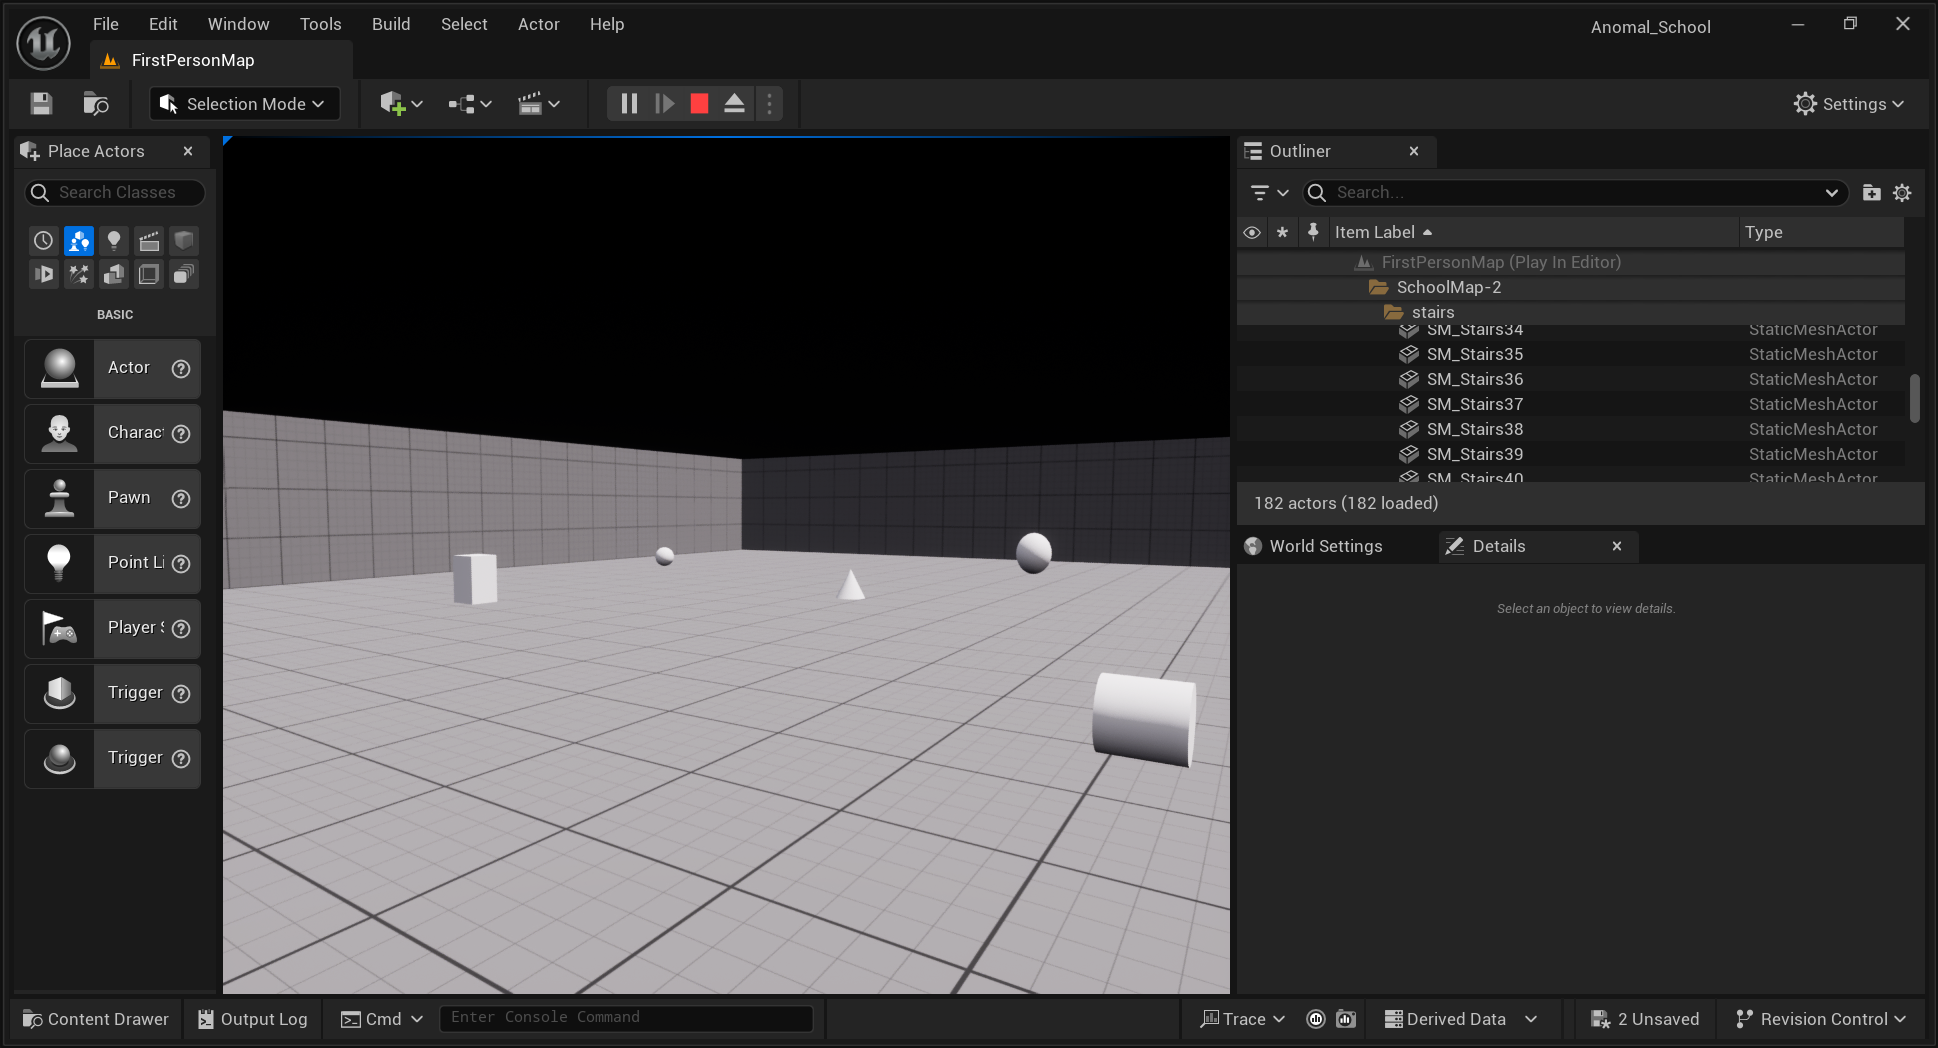 File Edit Window Tools Build Select Actor Help
Anomal_School
FirstPersonMap
Selection Mode
Settings
Place Actors
Search Classes
BASIC
Actor
Charac
Pawn
Point Li
Player S
Trigger
Trigger
Outliner
Search...
Item Label Type
FirstPersonMap (Play In Editor)
SchoolMap-2
stairs
SM_Stairs34 StaticMeshActor
SM_Stairs35 StaticMeshActor
SM_Stairs36 StaticMeshActor
SM_Stairs37 StaticMeshActor
SM_Stairs38 StaticMeshActor
SM_Stairs39 StaticMeshActor
SM_Stairs40 StaticMeshActor
182 actors (182 loaded)
World Settings Details
Select an object to view details.
Content Drawer Output Log Cmd Enter Console Command Trace Derived Data 2 Unsaved Revision Control